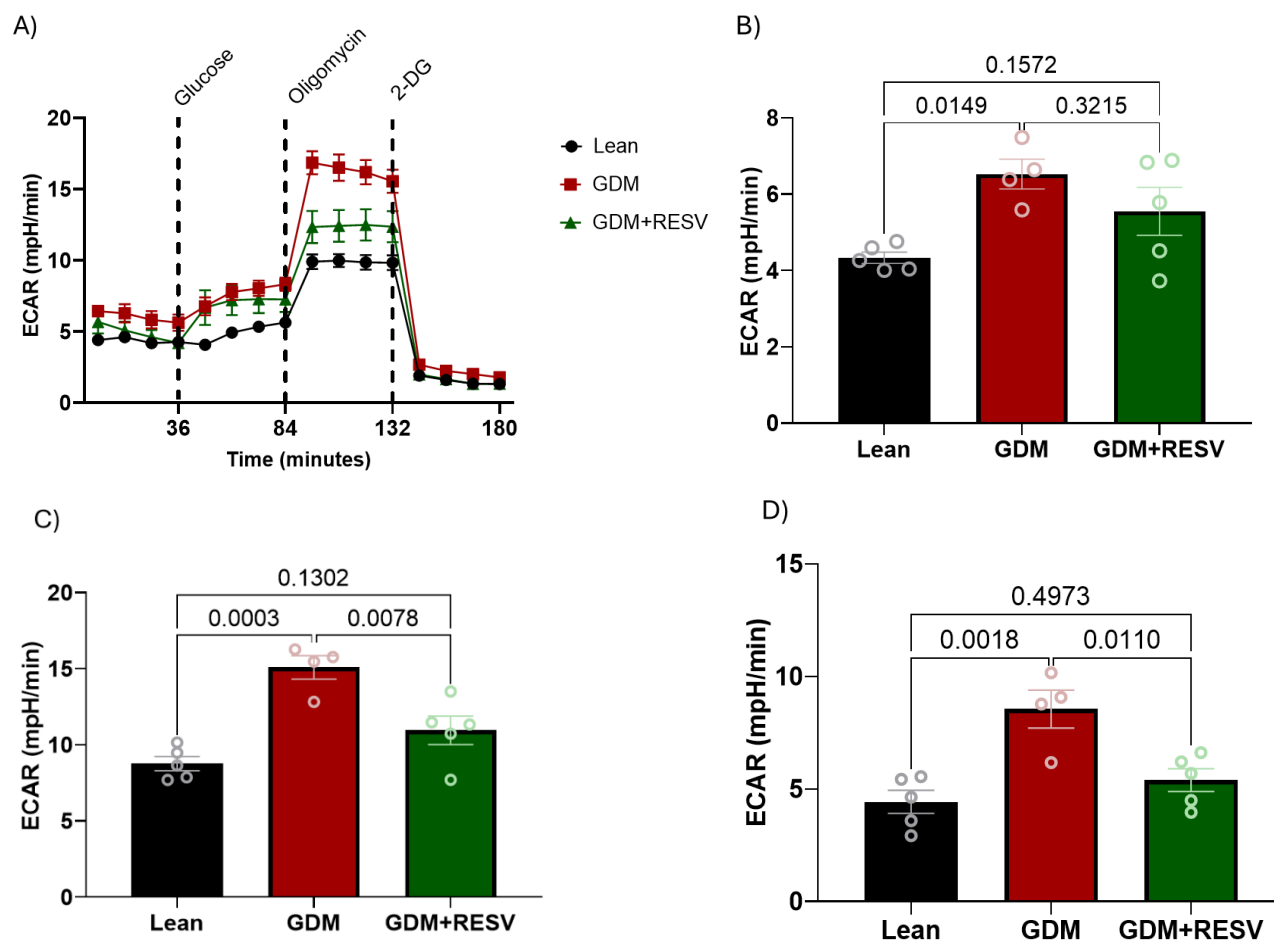 A)
Glucose
Oligomycin
2-DG
20
15
10
5
0
ECAR (mpH/min)
36
84
132
180
Time (minutes)
Lean
GDM
GDM+RESV
B)
0.1572
0.0149
0.3215
8
6
4
2
0
ECAR (mpH/min)
Lean
GDM
GDM+RESV
C)
0.1302
0.0003
0.0078
20
15
10
5
0
ECAR (mpH/min)
Lean
GDM
GDM+RESV
D)
0.4973
0.0018
0.0110
15
10
5
0
ECAR (mpH/min)
Lean
GDM
GDM+RESV